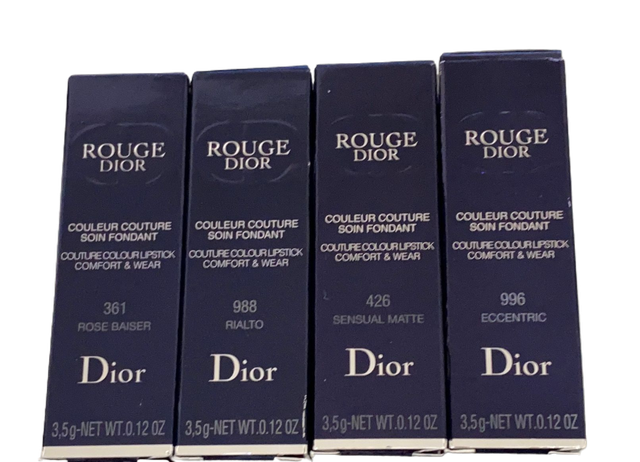 ROUGE
DIOR
COULEUR COUTURE
SOIN FONDANT
COUTURE COLOUR LIPSTICK
COMFORT & WEAR
361
ROSE BAISER
Dior
3,5g-NET WT.0.12 OZ
ROUGE
DIOR
COULEUR COUTURE
SOIN FONDANT
COUTURE COLOUR LIPSTICK
COMFORT & WEAR
988
RIALTO
Dior
3,5g-NET WT.0.12 OZ
ROUGE
DIOR
COULEUR COUTURE
SOIN FONDANT
COUTURE COLOUR LIPSTICK
COMFORT & WEAR
426
SENSUAL MATTE
Dior
3,5g-NET WT.0.12 OZ
ROUGE
DIOR
COULEUR COUTURE
SOIN FONDANT
COUTURE COLOUR LIPSTICK
COMFORT & WEAR
996
ECCENTRIC
Dior
3,5g-NET WT.0.12 OZ